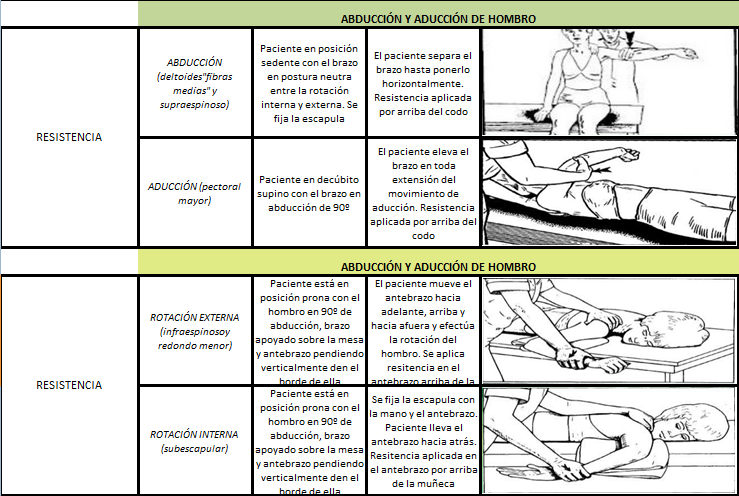 ABDUCCIÓN Y ADUCCIÓN DE HOMBRO
RESISTENCIA
ABDUCCIÓN
(deltoides"fibras
medias" y
supraespinoso)
Paciente en posición
sedente con el brazo
en postura neutra
entre la rotación
interna y externa. Se
fija la escapula
El paciente separa el
brazo hasta ponerlo
horizontalmente.
Resistencia aplicada
por arriba del codo
ADUCCIÓN (pectoral
mayor)
Paciente en decúbito
supino con el brazo en
abducción de 90º
El paciente eleva el
brazo en toda
extensión del
movimiento de
aducción. Resistencia
aplicada por arriba del
codo
ABDUCCIÓN Y ADUCCIÓN DE HOMBRO
RESISTENCIA
ROTACIÓN EXTERNA
(infraespinosoy
redondo menor)
Paciente está en
posición prona con el
hombro en 90º de
abducción, brazo
apoyado sobre la mesa
y antebrazo pendiendo
verticalmente den el
borde de ella
El paciente mueve el
antebrazo hacia
adelante, arriba y
hacia afuera y efectúa
la rotación del
hombro. Se aplica
resitencia en el
antebrazo arriba de la
ROTACIÓN INTERNA
(subescapular)
Paciente está en
posición prona con el
hombro en 90º de
abducción, brazo
apoyado sobre la mesa
y antebrazo pendiendo
verticalmente den el
borde de ella
Se fija la escapula con
la mano y el antebrazo.
Paciente lleva el
antebrazo hacia atrás.
Resitencia aplicada en
el antebrazo por arriba
de la muñeca